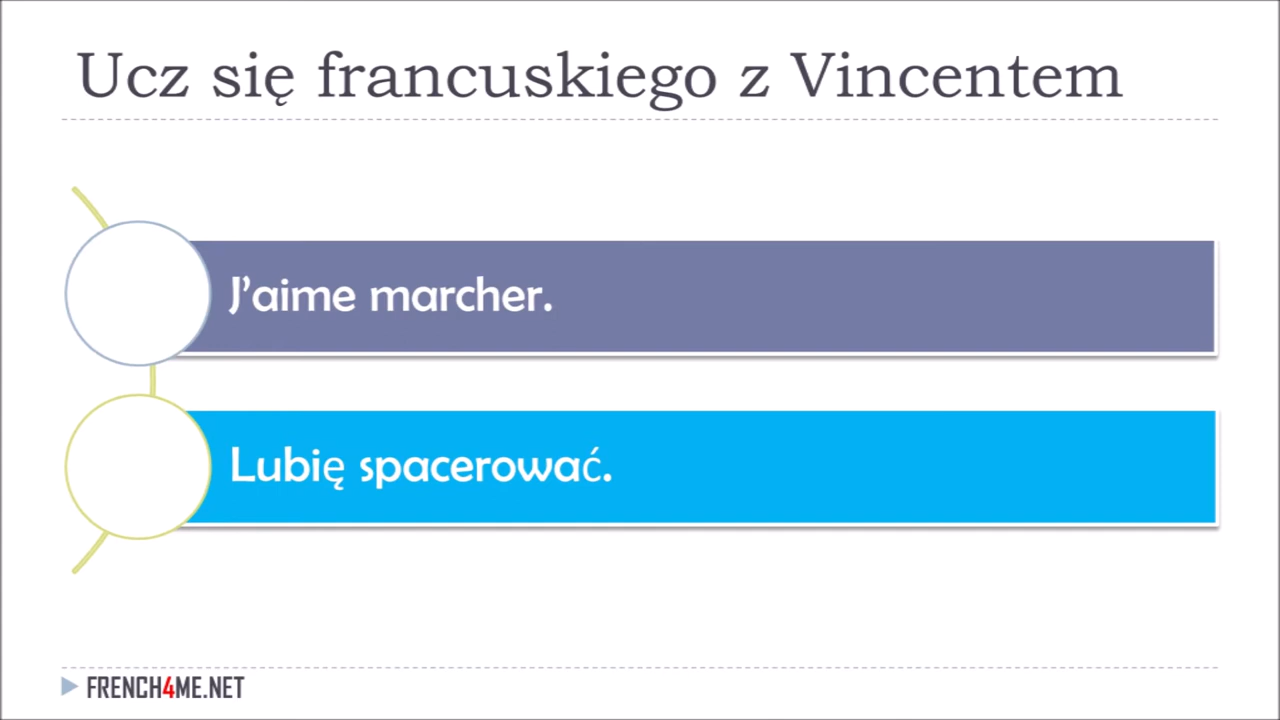 Ucz się francuskiego z Vincentem
J’aime marcher.
Lubię spacerować.
FRENCH4ME.NET